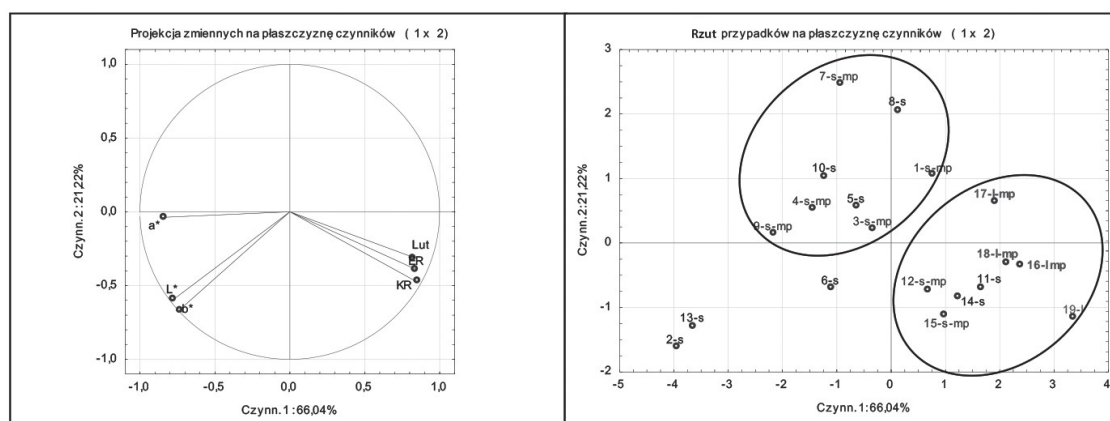 Projekcja zmiennych na płaszczyznę czynników ( 1 x 2)
1,0
0,5
0,0
-0,5
-1,0
Czynn. 2 : 21,22%
a*
L*
b*
Lut
ER
KR
-1,0 -0,5 0,0 0,5 1,0
Czynn. 1 : 66,04%
Rzut przypadków na płaszczyznę czynników ( 1 x 2)
3
2
1
0
-1
-2
Czynn. 2 : 21,22%
7-s-mp
8-s
10-s
1-s-mp
4-s-mp
5-s
9-s-mp
3-s-mp
17-l-mp
18-l-mp
16-l-mp
6-s
12-s-mp
11-s
14-s
13-s
15-s-mp
19-l
2-s
-5 -4 -3 -2 -1 0 1 2 3 4
Czynn. 1 : 66,04%